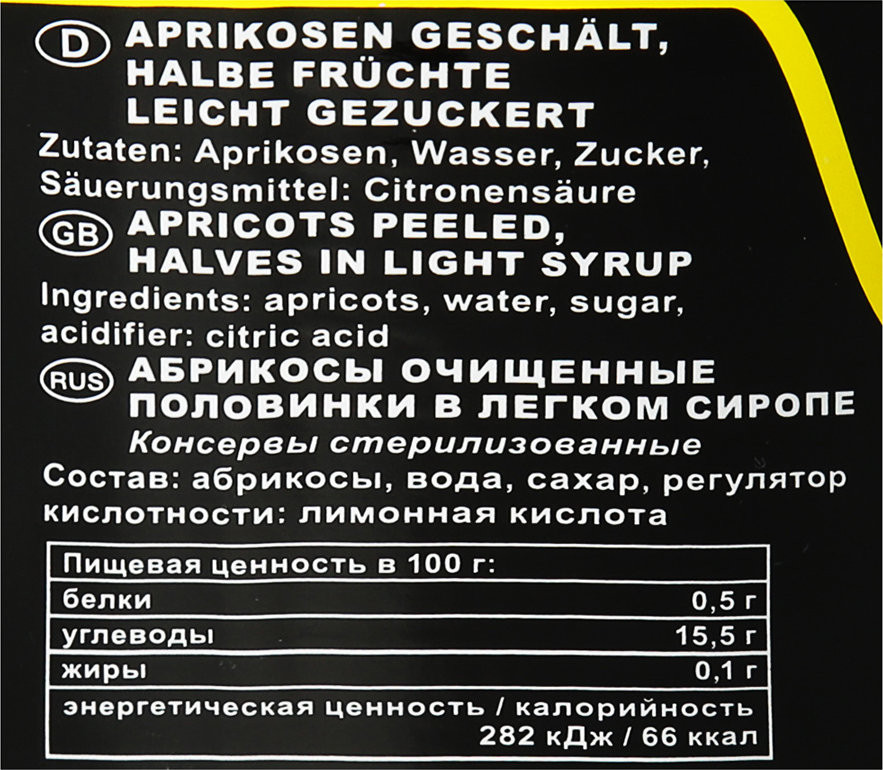 D APRIKOSEN GESCHÄLT,
HALBE FRÜCHTE
LEICHT GEZUCKERT
Zutaten: Aprikosen, Wasser, Zucker,
Säuerungsmittel: Citronensäure
GB APRICOTS PEELED,
HALVES IN LIGHT SYRUP
Ingredients: apricots, water, sugar,
acidifier: citric acid
RUS АБРИКОСЫ ОЧИЩЕННЫЕ
ПОЛОВИНКИ В ЛЕГКОМ СИРОПЕ
Консервы стерилизованные
Состав: абрикосы, вода, сахар, регулятор
кислотности: лимонная кислота
Пищевая ценность в 100 г:
белки 0,5 г
углеводы 15,5 г
жиры 0,1 г
энергетическая ценность / калорийность
282 кДж / 66 ккал